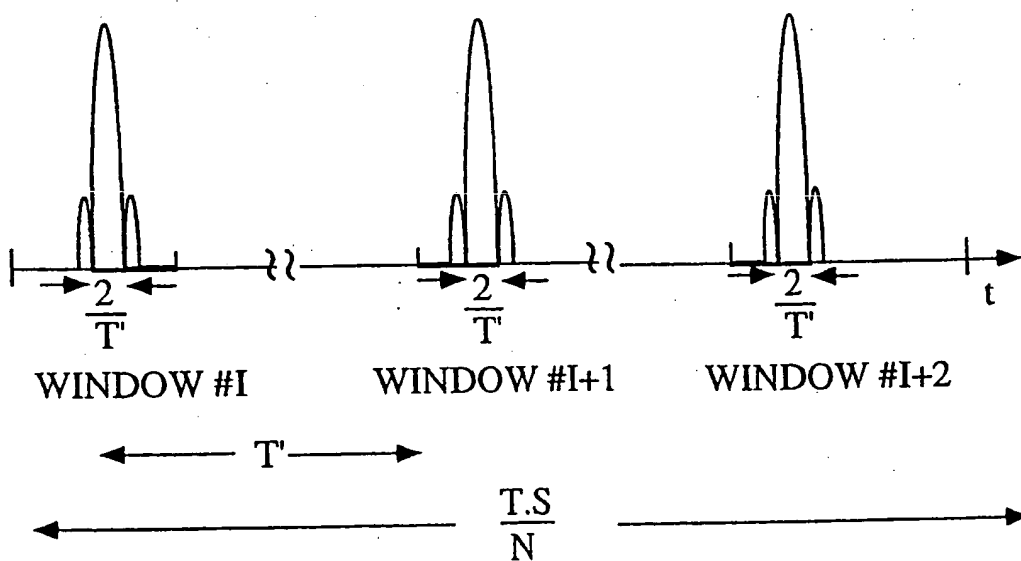 2 2 2 t
T' T' T'
WINDOW #I WINDOW #I+1 WINDOW #I+2
T'
T.S
N